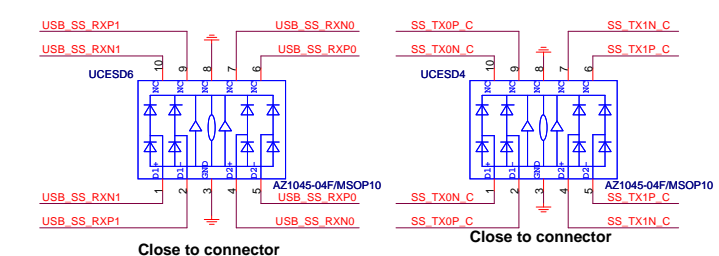 USB_SS_RXP1 USB_SS_RXN0 SS_TX0P_C SS_TX1N_C
USB_SS_RXN1 USB_SS_RXP0 SS_TX0N_C SS_TX1P_C
10 9 8 7 6 10 9 8 7 6
UCESD6 UCESD4
NC NC NC NC NC NC NC NC
D1+ D1- GND D2+ D2- D1+ D1- GND D2+ D2-
AZ1045-04F/MSOP10 AZ1045-04F/MSOP10
1 2 3 4 5 1 2 3 4 5
USB_SS_RXN1 USB_SS_RXP0 SS_TX0N_C SS_TX1P_C
USB_SS_RXP1 USB_SS_RXN0 SS_TX0P_C SS_TX1N_C
Close to connector Close to connector